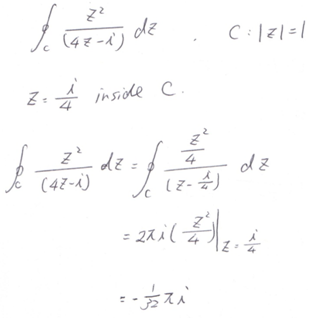 ∮_C z²/(4z-i) dz . C: |z|=1
z = i/4 inside C.
∮_C z²/(4z-i) dz = ∮_C (z²/4)/(z-i/4) dz
= 2πi(z²/4)|_{z=i/4}
= -1/32 πi